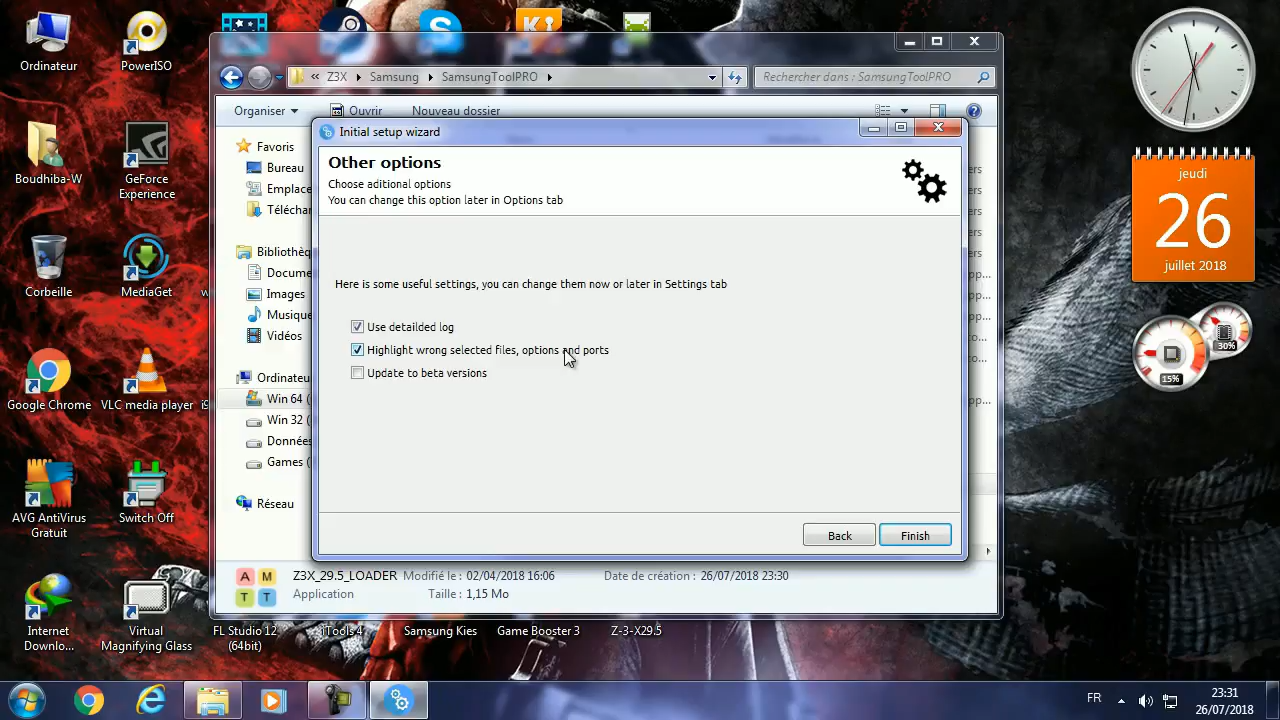 Ordinateur
PowerISO
Boudhiba-W
GeForce
Experience
Corbeille
MediaGet
Google Chrome
VLC media player
AVG AntiVirus
Gratuit
Switch Off
Internet
Downlo...
Virtual
Magnifying Glass
FL Studio 12
(64bit)
iTools 4
Samsung Kies
Game Booster 3
Z-3-X29.5
« Z3X Samsung SamsungToolPRO
Rechercher dans : SamsungToolPRO
Organiser
Ouvrir
Nouveau dossier
Favoris
Bureau
Emplace
Téléchar
Bibliothèq
Docume
Images
Musique
Vidéos
Ordinateur
Win 64 (
Win 32 (
Données
Games (
Réseau
Initial setup wizard
Other options
Choose aditional options
You can change this option later in Options tab
Here is some useful settings, you can change them now or later in Settings tab
Use detailded log
Highlight wrong selected files, options and ports
Update to beta versions
Back
Finish
A M
T T
Z3X_29.5_LOADER Modifié le : 02/04/2018 16:06 Date de création : 26/07/2018 23:30
Application Taille : 1,15 Mo
jeudi
26
juillet 2018
30%
15%
FR
23:31
26/07/2018